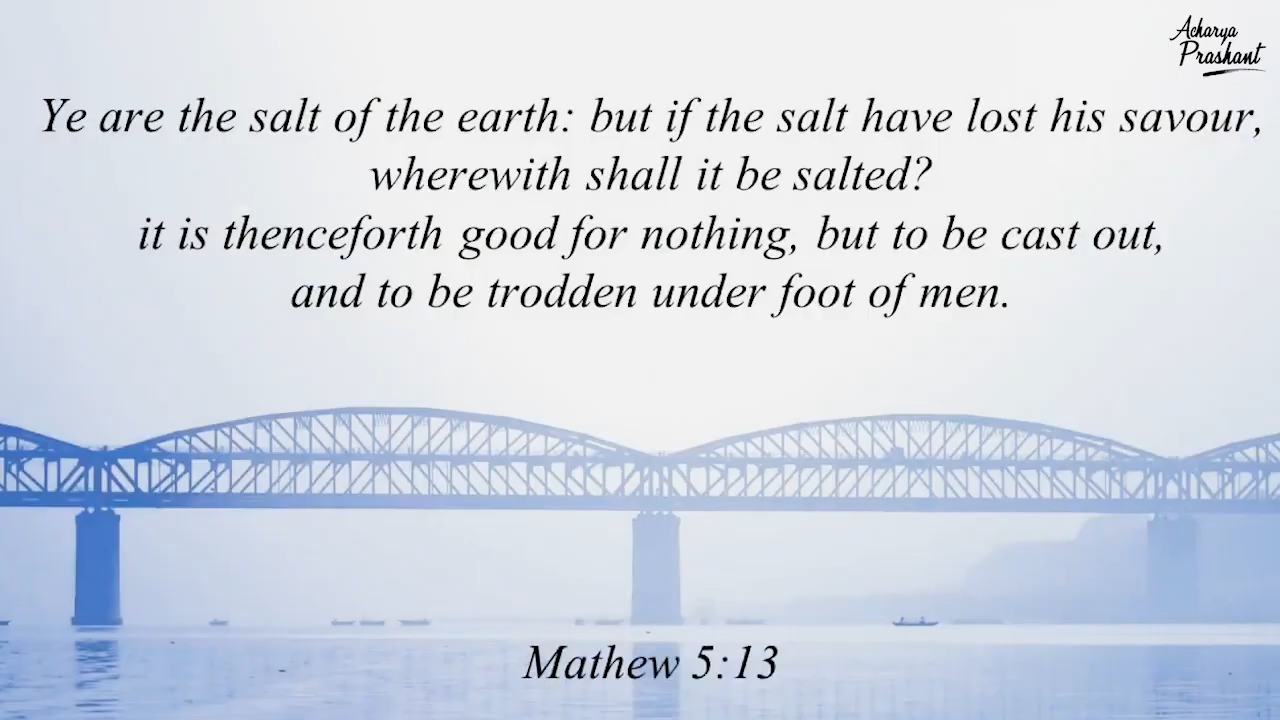 Acharya
Prashant
Ye are the salt of the earth: but if the salt have lost his savour,
wherewith shall it be salted?
it is thenceforth good for nothing, but to be cast out,
and to be trodden under foot of men.
Mathew 5:13